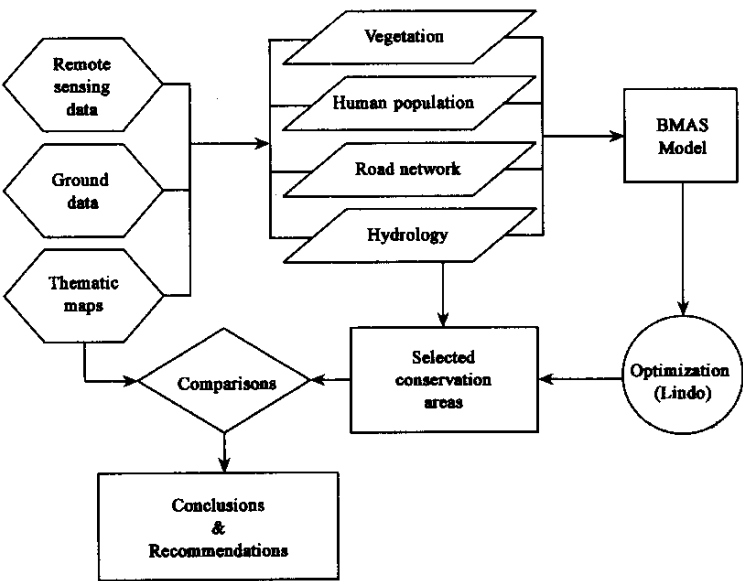 Remote
sensing
data
Ground
data
Thematic
maps
Vegetation
Human population
Road network
Hydrology
BMAS
Model
Optimization
(Lindo)
Selected
conservation
areas
Comparisons
Conclusions
&
Recommendations